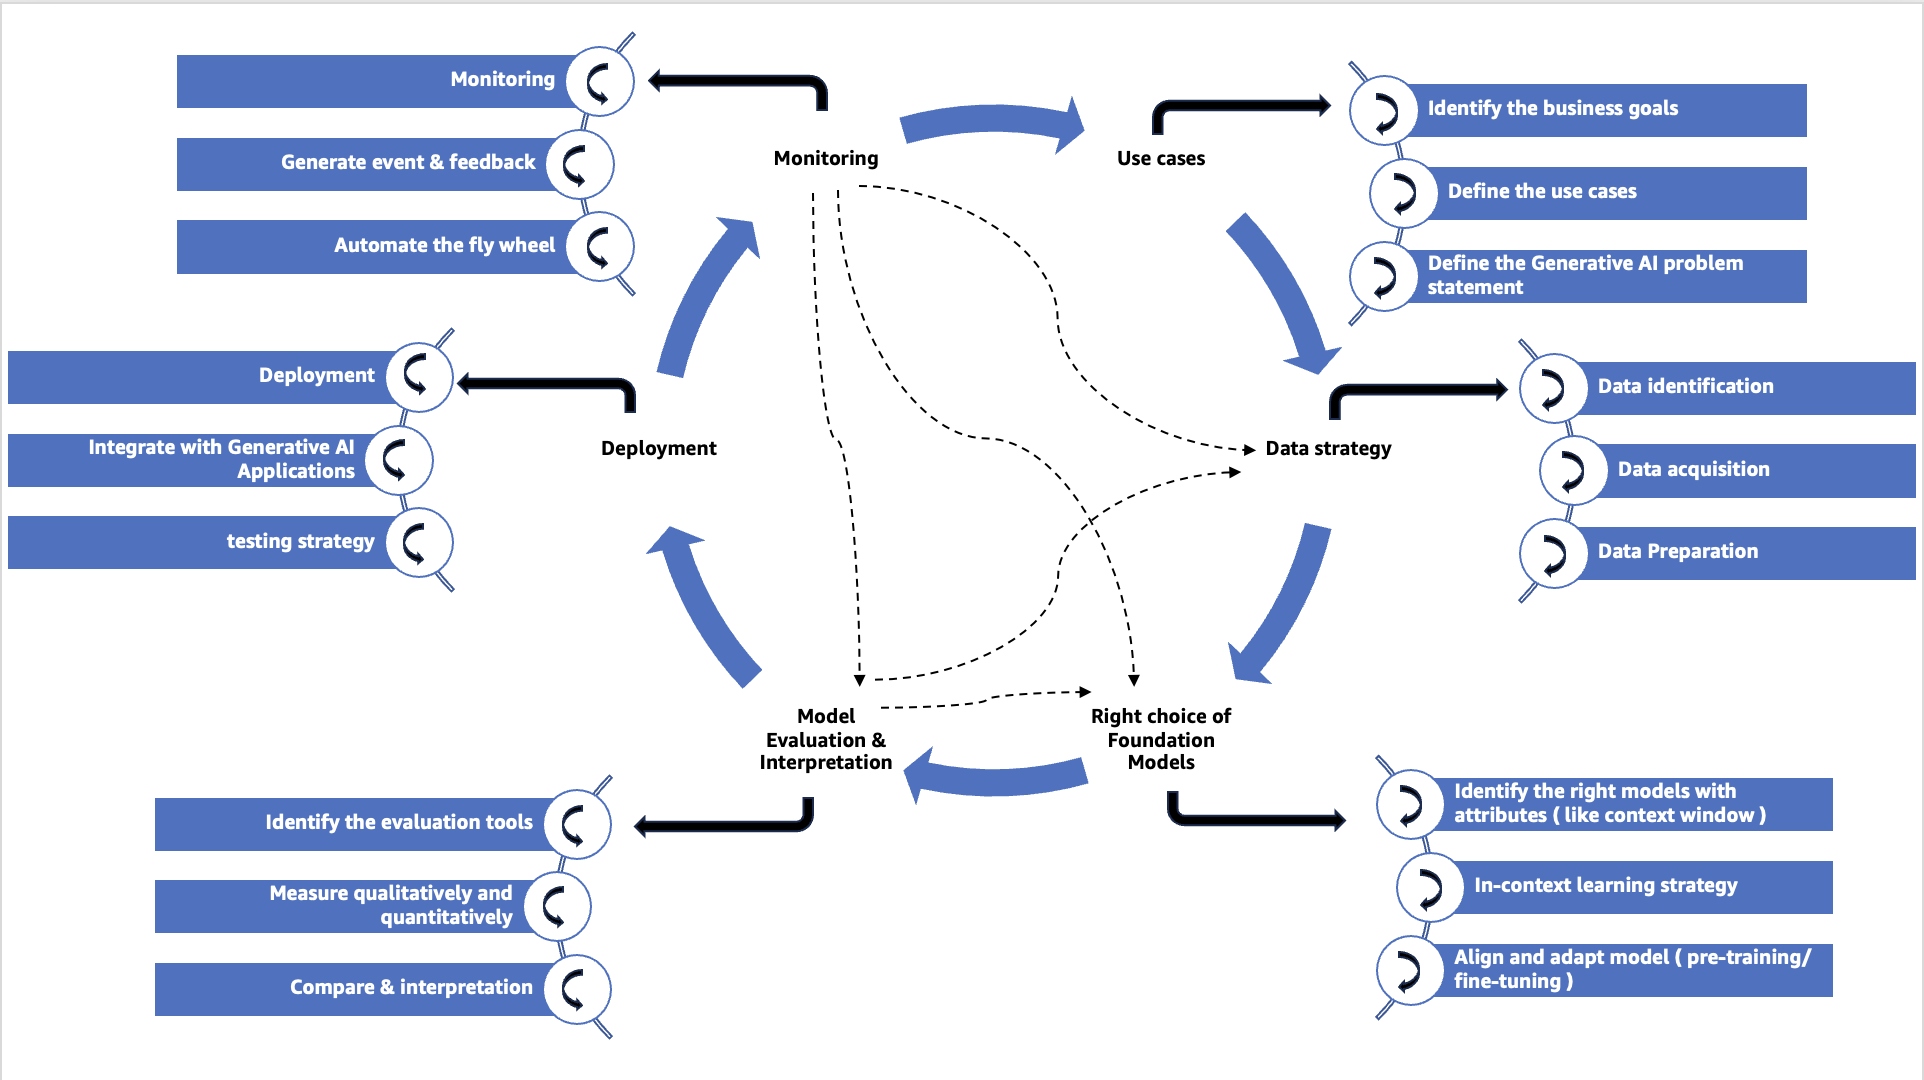 Monitoring
Generate event & feedback
Automate the fly wheel
Monitoring
Use cases
Identify the business goals
Define the use cases
Define the Generative AI problem
statement
Deployment
Integrate with Generative AI
Applications
testing strategy
Deployment
Data strategy
Data identification
Data acquisition
Data Preparation
Model
Evaluation &
Interpretation
Right choice of
Foundation
Models
Identify the evaluation tools
Measure qualitatively and
quantitatively
Compare & interpretation
Identify the right models with
attributes ( like context window )
In-context learning strategy
Align and adapt model ( pre-training/
fine-tuning )